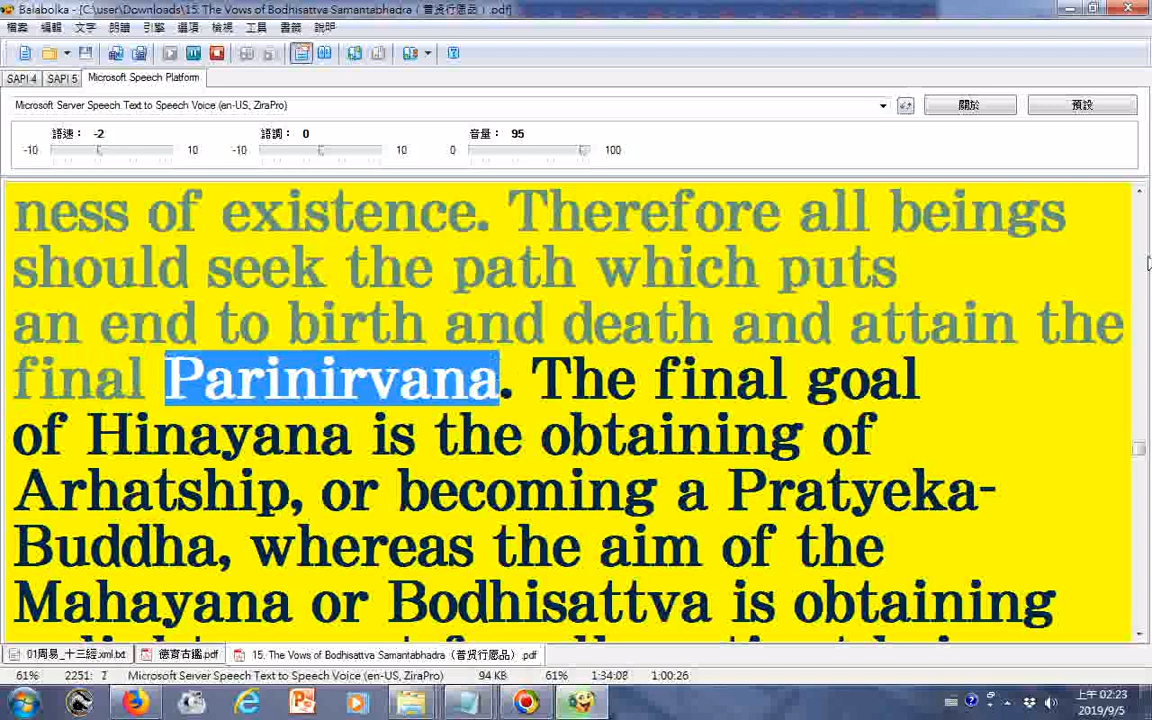 Balabolka - [C:\user\Downloads\15. The Vows of Bodhisattva Samantabhadra (普賢行愿品) .pdf]
檔案 編輯 文字 朗讀 引擎 選項 檢視 工具 書籤 說明
SAPI 4 SAPI 5 Microsoft Speech Platform
Microsoft Server Speech Text to Speech Voice (en-US, ZiraPro) 關於 預設
語速: -2 語調: 0 音量: 95
-10 10 -10 10 0 100
ness of existence. Therefore all beings
should seek the path which puts
an end to birth and death and attain the
final Parinirvana. The final goal
of Hinayana is the obtaining of
Arhatship, or becoming a Pratyeka-
Buddha, whereas the aim of the
Mahayana or Bodhisattva is obtaining
01周易_十三經.xml.txt 德育古鑑.pdf 15. The Vows of Bodhisattva Samantabhadra (普賢行愿品) .pdf
61% 2251: 7 Microsoft Server Speech Text to Speech Voice (en-US, ZiraPro) 94 KB 61% 1:34:08 1:00:26
上午 02:23
2019/9/5